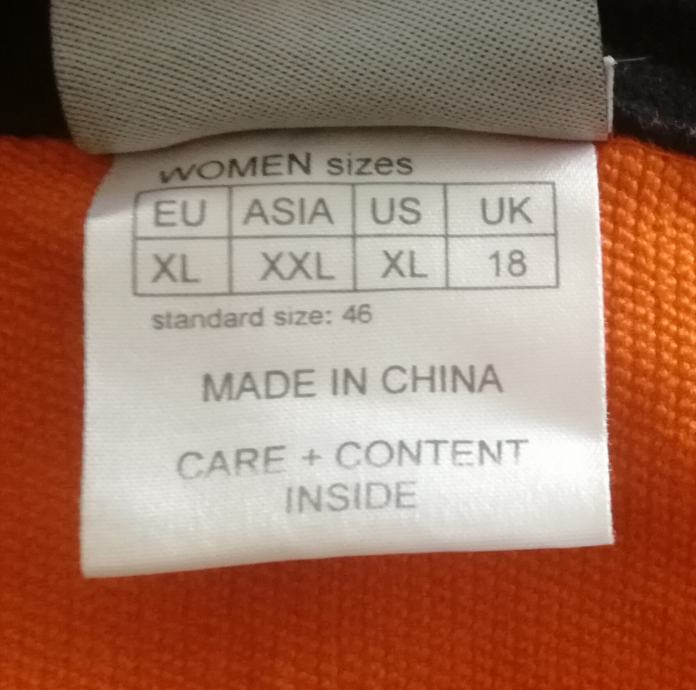 WOMEN sizes
EU ASIA US UK
XL XXL XL 18
standard size: 46
MADE IN CHINA
CARE + CONTENT
INSIDE